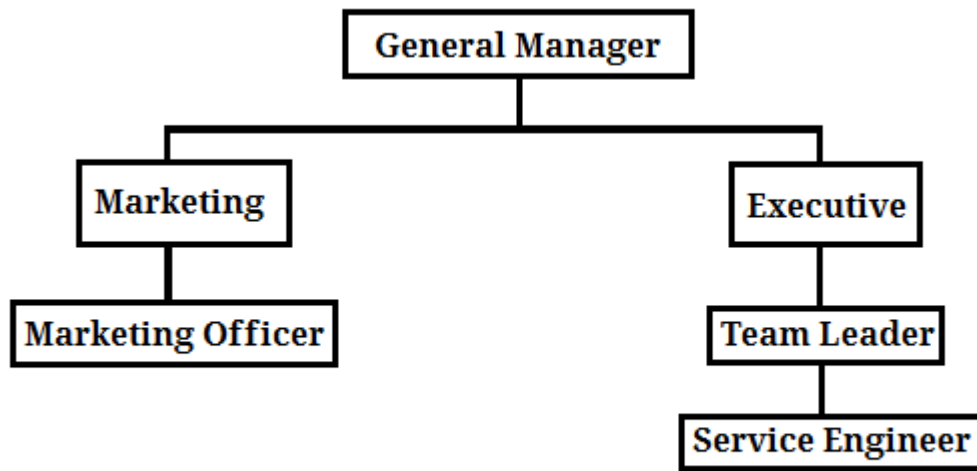 General Manager
Marketing
Executive
Marketing Officer
Team Leader
Service Engineer